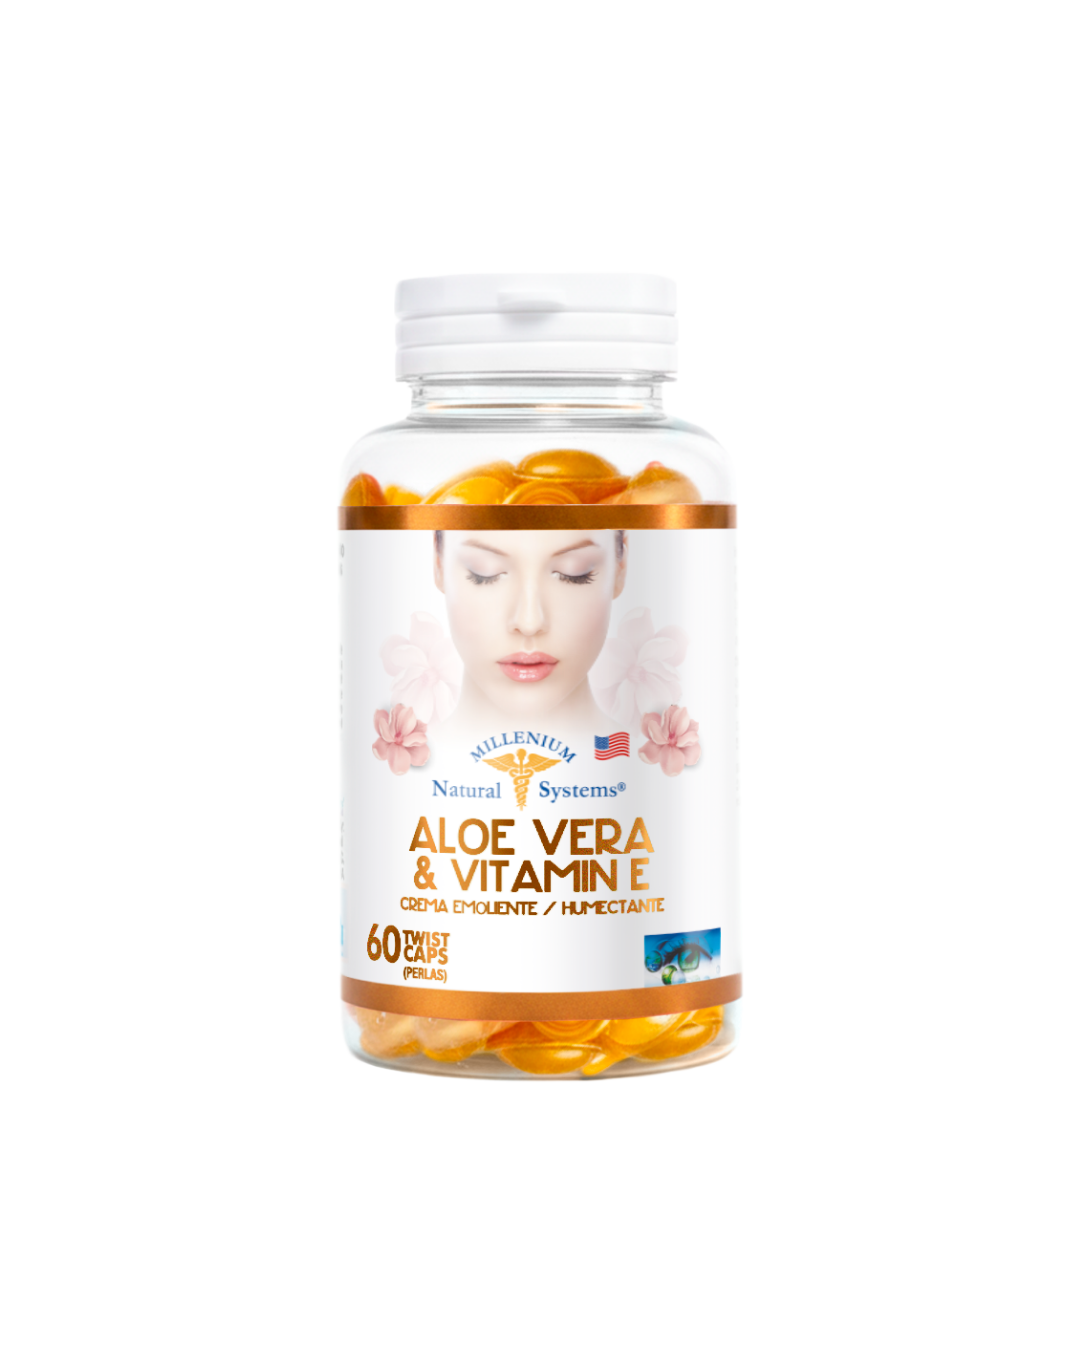 MILLENIUM
Natural Systems®
ALOE VERA
& VITAMIN E
CREMA EMOLIENTE / HUMECTANTE
60 TWIST
CAPS
(PERLAS)